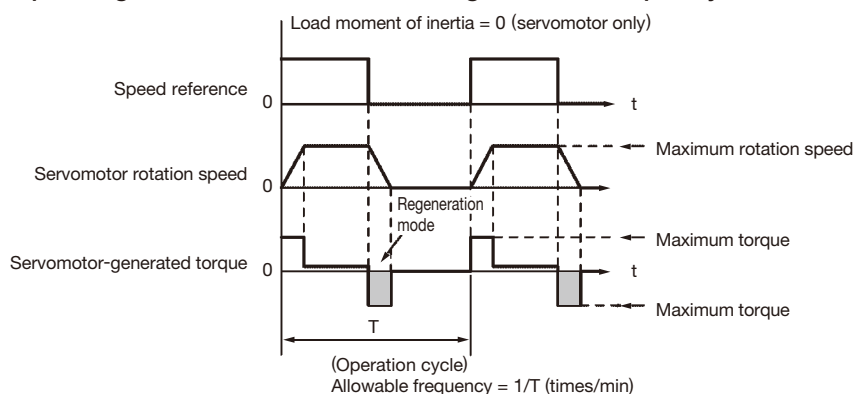 Load moment of inertia = 0 (servomotor only)
Speed reference
0
t
Maximum rotation speed
Servomotor rotation speed
0
Regeneration
mode
Maximum torque
Servomotor-generated torque
0
t
Maximum torque
T
(Operation cycle)
Allowable frequency = 1/T (times/min)